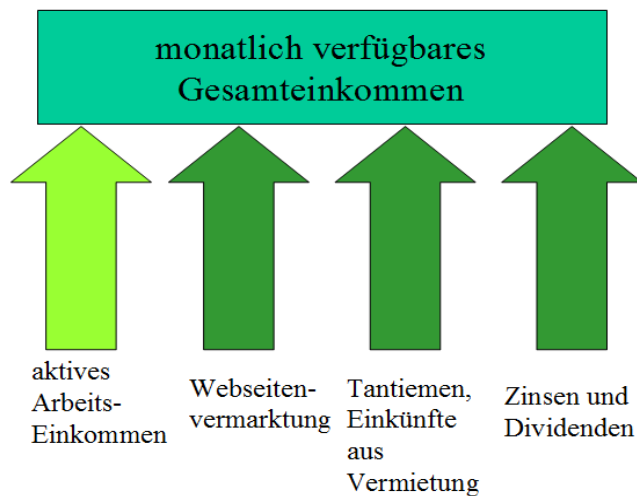 monatlich verfügbares
Gesamteinkommen
aktives
Arbeits-
Einkommen
Webseiten-
vermarktung
Tantiemen,
Einkünfte
aus
Vermietung
Zinsen und
Dividenden